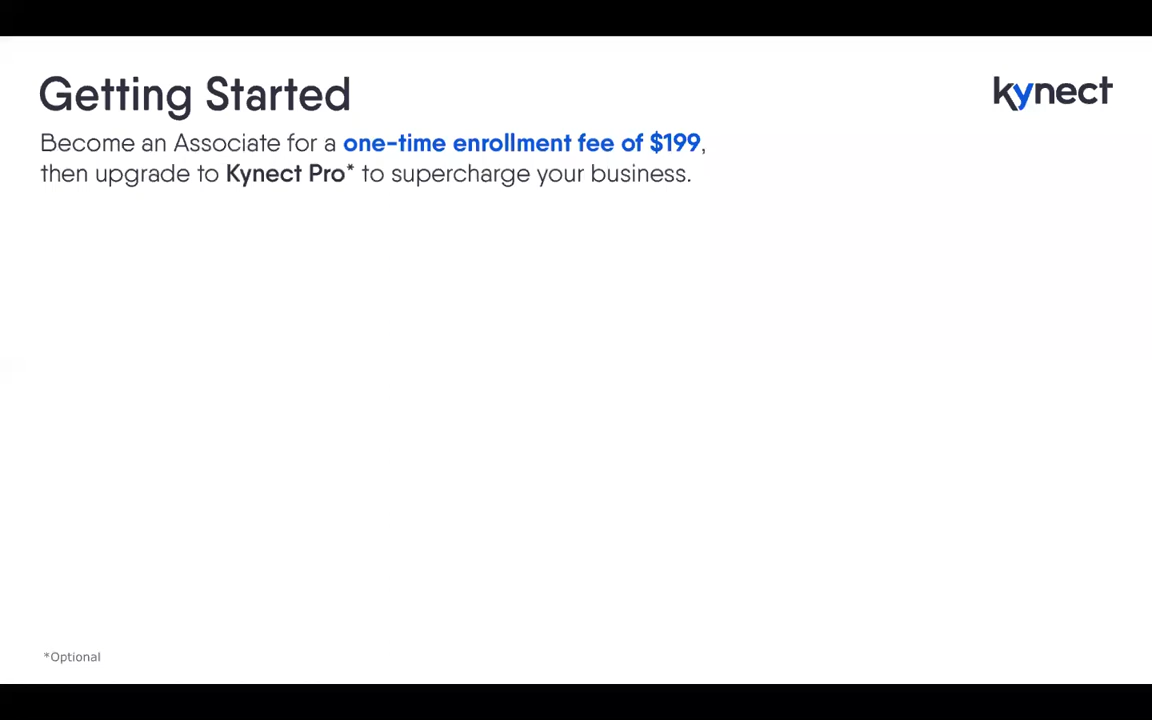 Getting Started
kynect
Become an Associate for a one-time enrollment fee of $199,
then upgrade to Kynect Pro* to supercharge your business.
*Optional